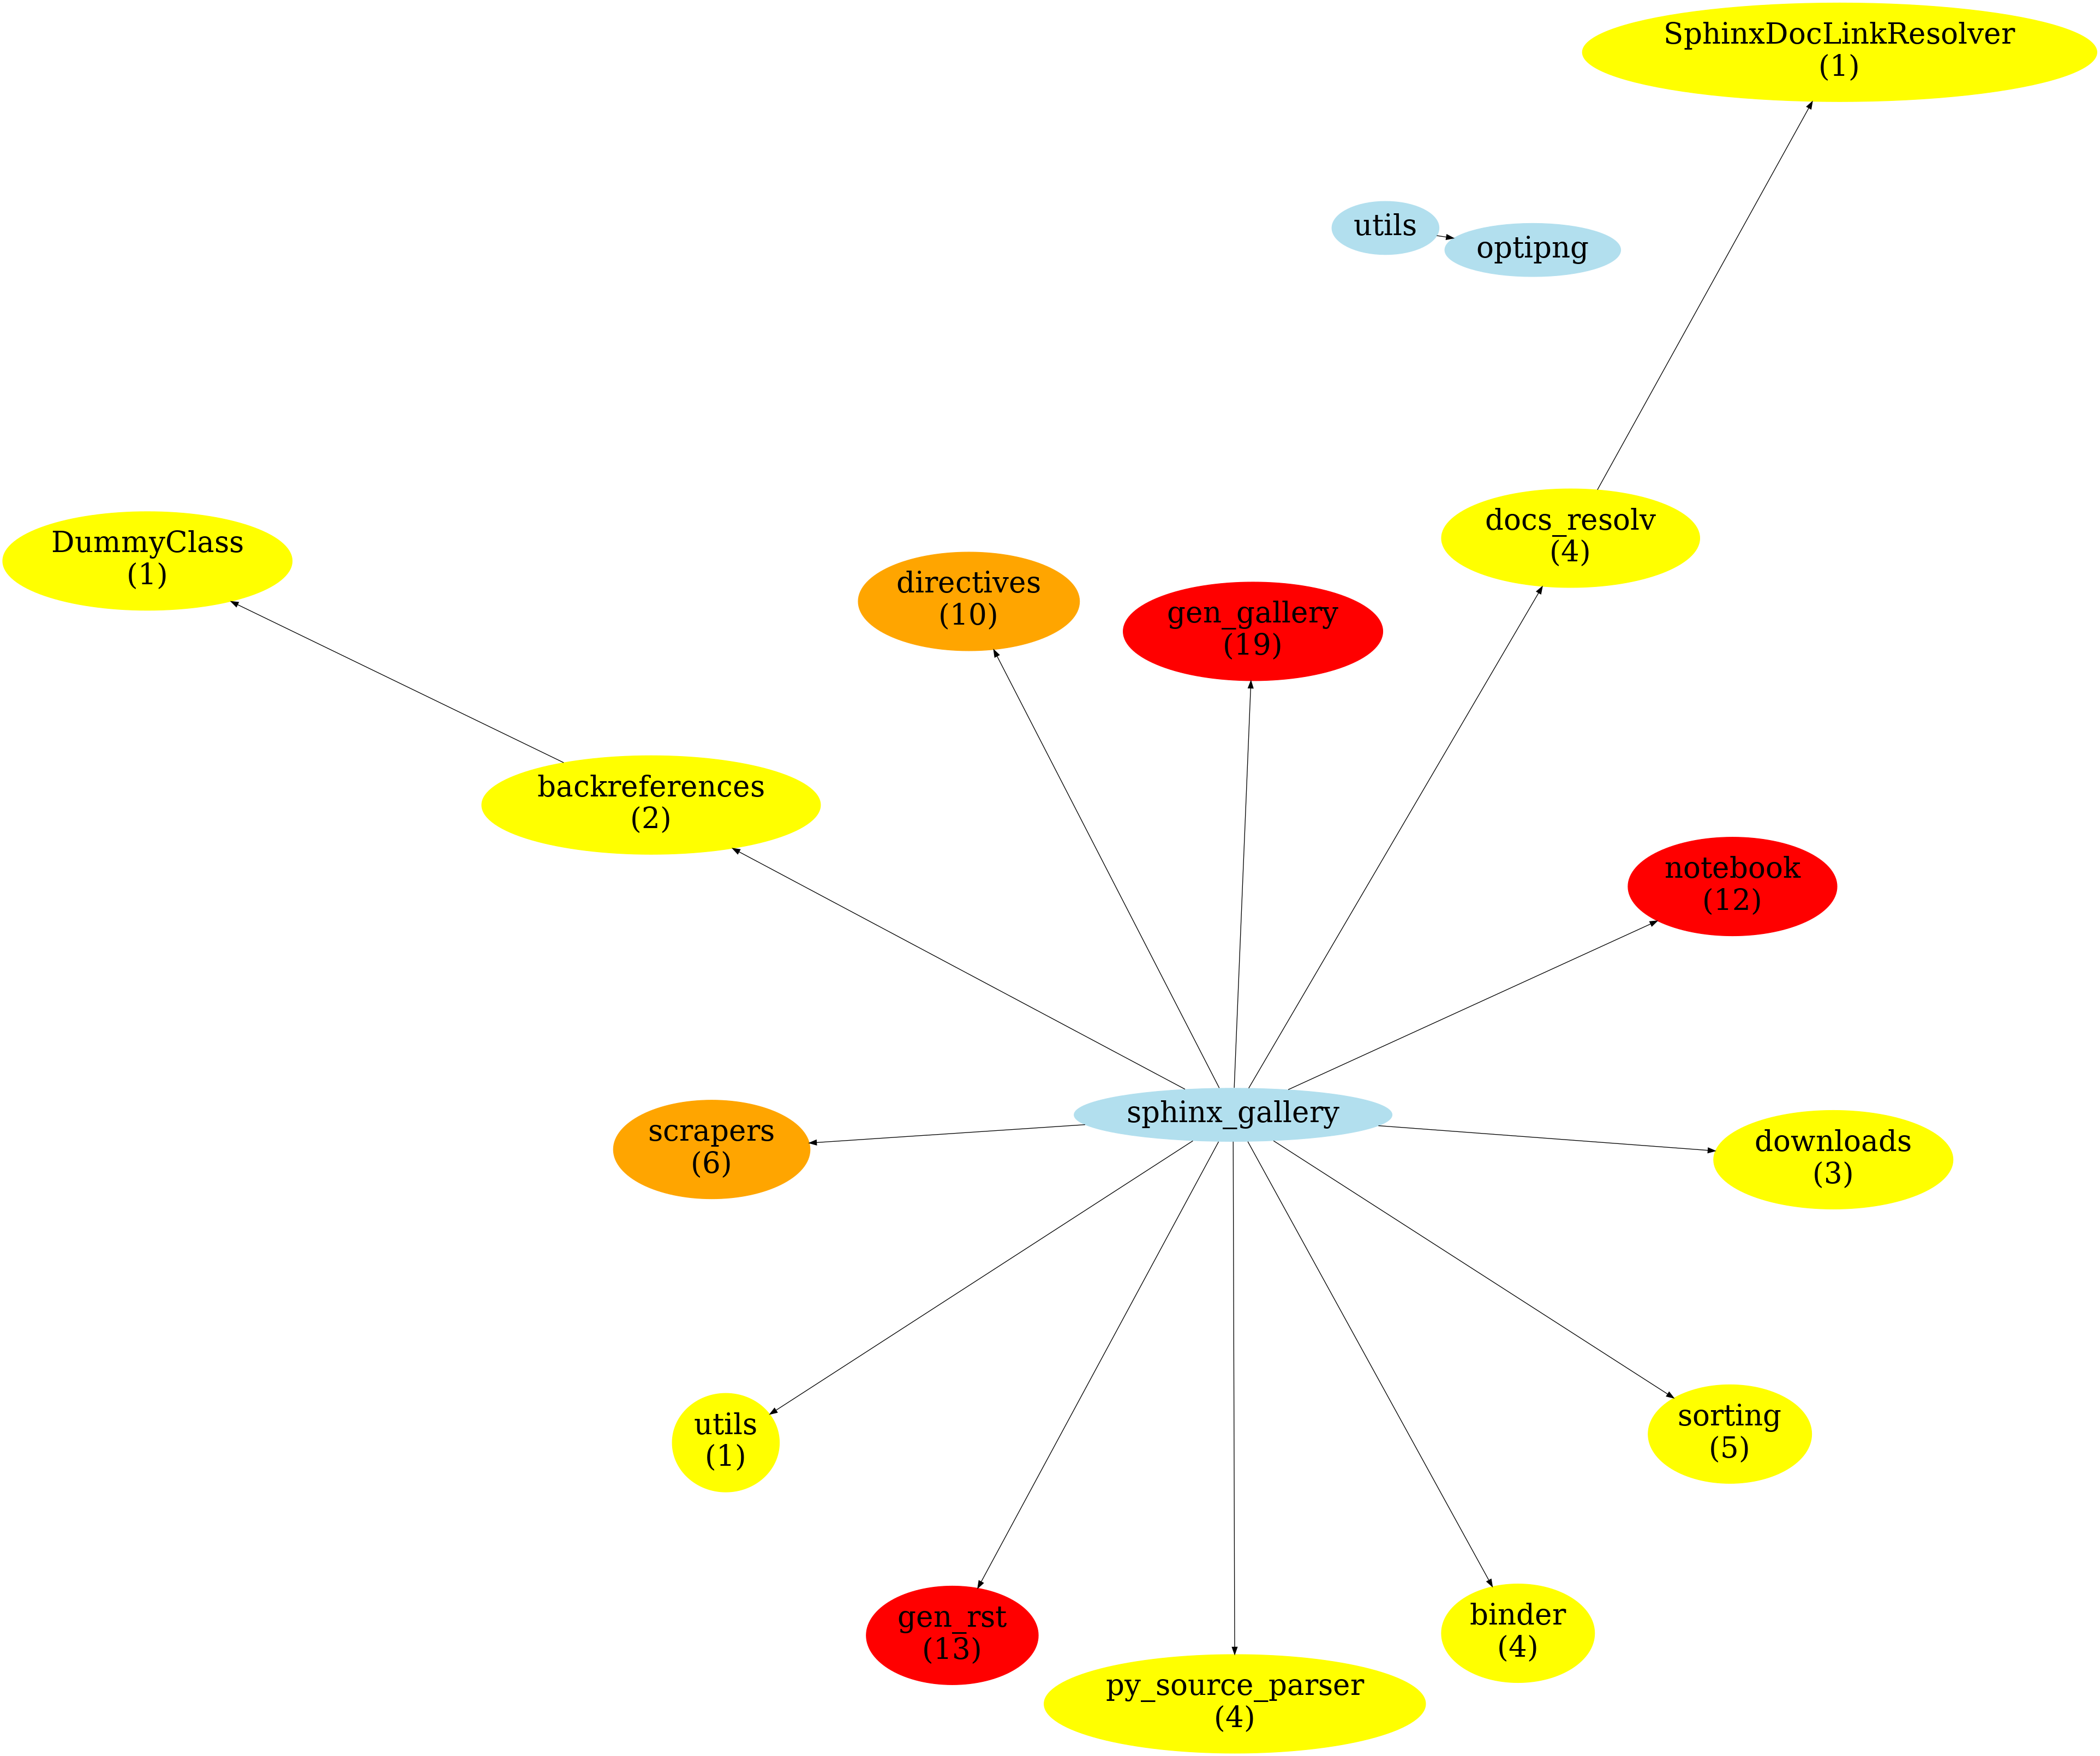 SphinxDocLinkResolver
(1)
utils
optipng
docs_resolv
(4)
DummyClass
(1)
directives
(10)
gen_gallery
(19)
backreferences
(2)
notebook
(12)
sphinx_gallery
scrapers
(6)
downloads
(3)
utils
(1)
sorting
(5)
gen_rst
(13)
binder
(4)
py_source_parser
(4)